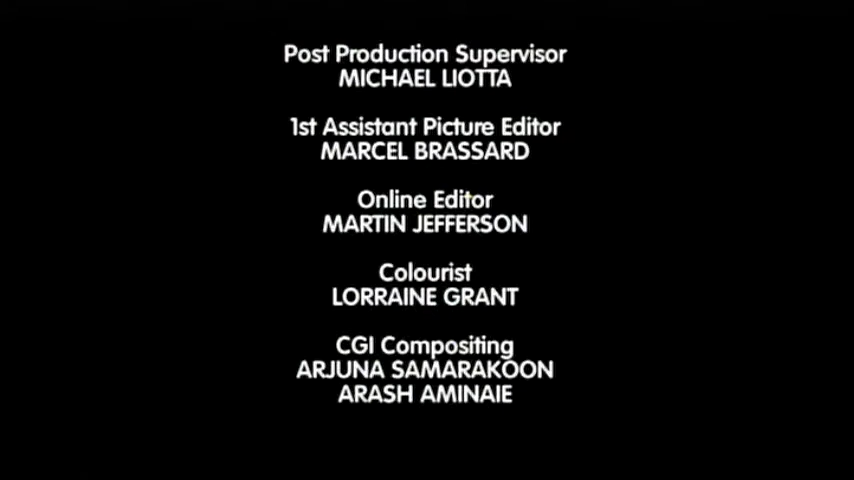 Post Production Supervisor
MICHAEL LIOTTA
1st Assistant Picture Editor
MARCEL BRASSARD
Online Editor
MARTIN JEFFERSON
Colourist
LORRAINE GRANT
CGI Compositing
ARJUNA SAMARAKOON
ARASH AMINAIE